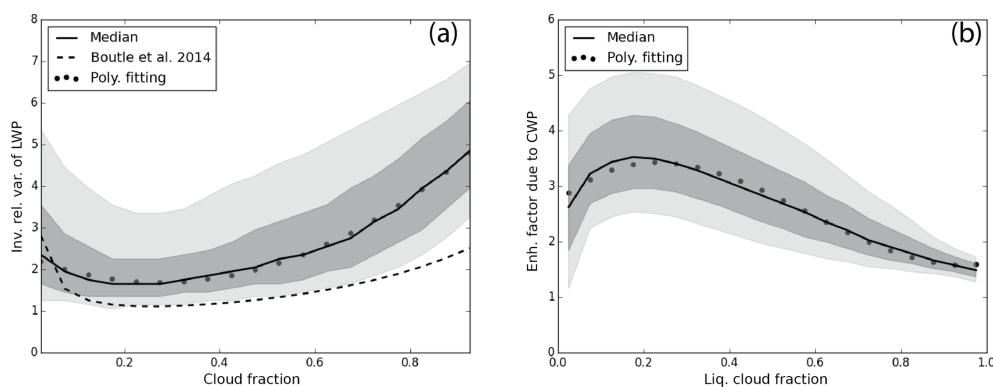 (a)
Median
Boutle et al. 2014
Poly. fitting
Inv. rel. var. of LWP
8
7
6
5
4
3
2
1
0
0.2
0.4
0.6
0.8
Cloud fraction
(b)
Median
Poly. fitting
Enh. factor due to CWP
6
5
4
3
2
1
0
0.0
0.2
0.4
0.6
0.8
1.0
Liq. cloud fraction